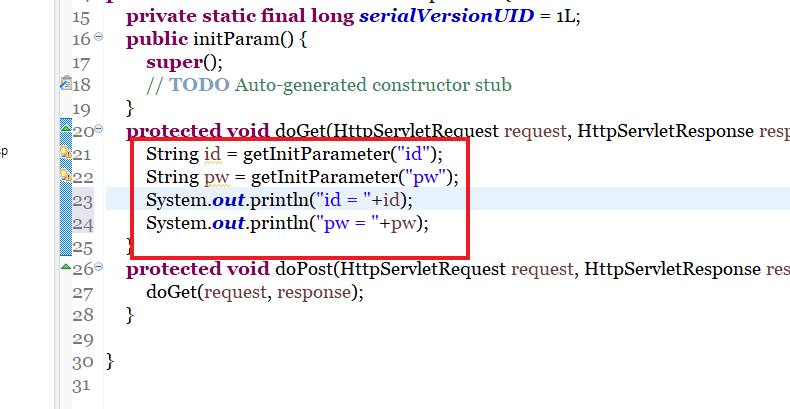 15 private static final long serialVersionUID = 1L;
16 public initParam() {
17 super();
18 // TODO Auto-generated constructor stub
19 }
20 protected void doGet(HttpServletRequest request, HttpServletResponse resp
21 String id = getInitParameter("id");
22 String pw = getInitParameter("pw");
23 System.out.println("id = "+id);
24 System.out.println("pw = "+pw);
25 }
26 protected void doPost(HttpServletRequest request, HttpServletResponse res
27 doGet(request, response);
28 }
29
30 }
31